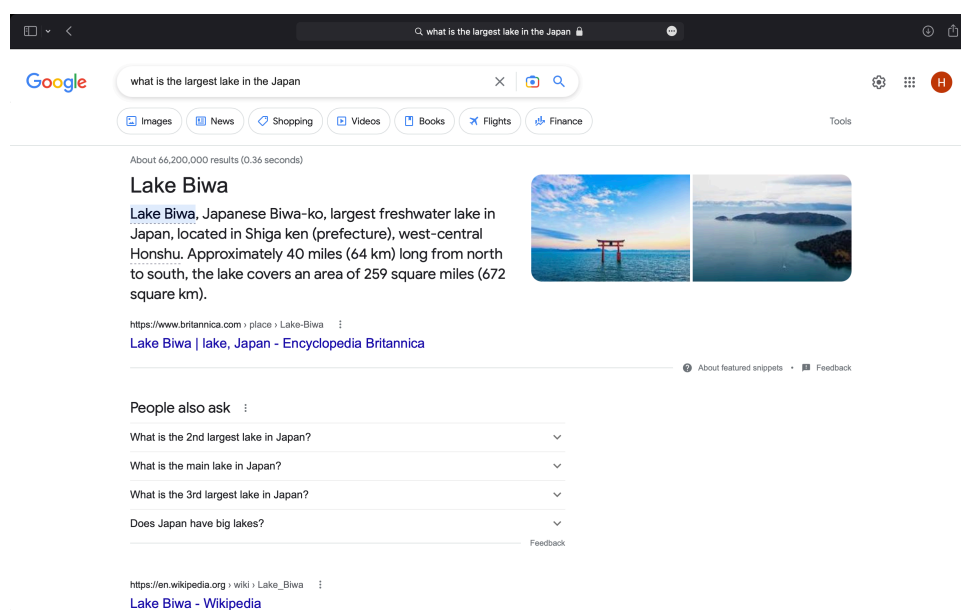 what is the largest lake in the Japan
Google
what is the largest lake in the Japan
H
Images
News
Shopping
Videos
Books
Flights
Finance
Tools
About 66,200,000 results (0.36 seconds)
Lake Biwa
Lake Biwa, Japanese Biwa-ko, largest freshwater lake in
Japan, located in Shiga ken (prefecture), west-central
Honshu. Approximately 40 miles (64 km) long from north
to south, the lake covers an area of 259 square miles (672
square km).
https://www.britannica.com › place › Lake-Biwa
Lake Biwa | lake, Japan - Encyclopedia Britannica
About featured snippets • Feedback
People also ask
What is the 2nd largest lake in Japan?
What is the main lake in Japan?
What is the 3rd largest lake in Japan?
Does Japan have big lakes?
Feedback
https://en.wikipedia.org › wiki › Lake_Biwa
Lake Biwa - Wikipedia